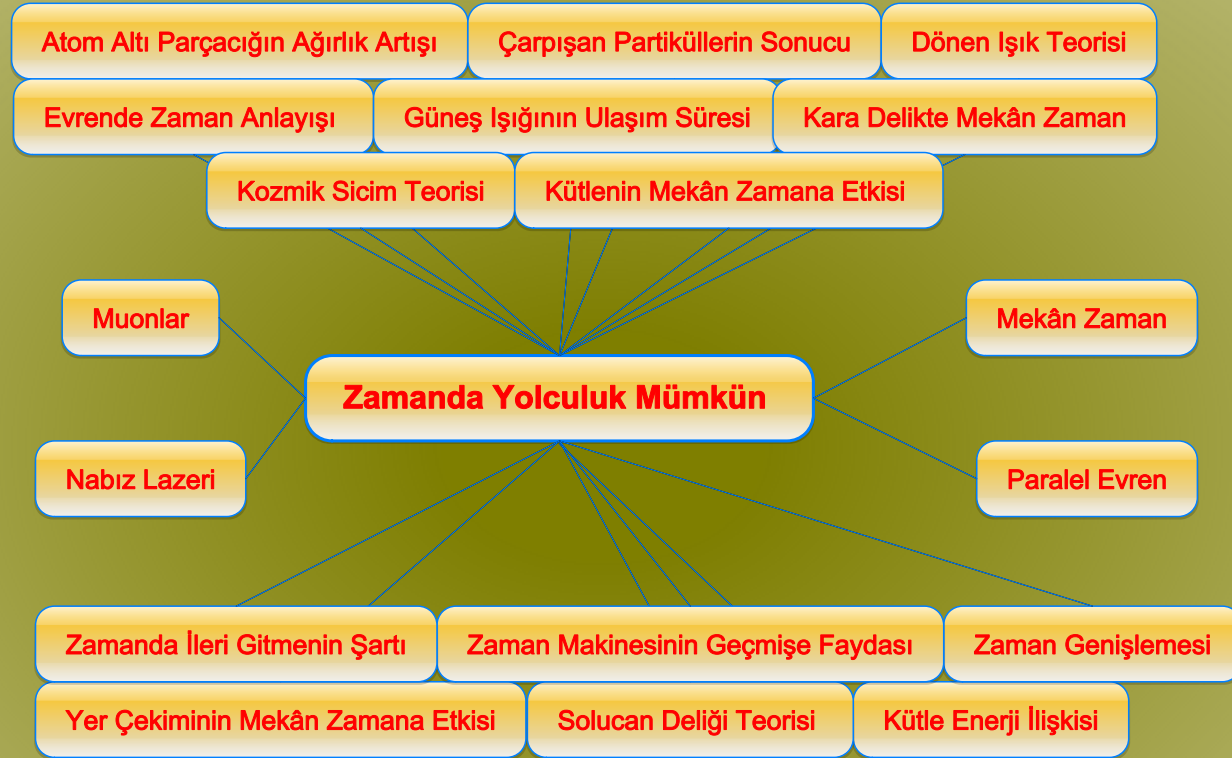 Atom Altı Parçacığın Ağırlık Artışı
Çarpışan Partiküllerin Sonucu
Dönen Işık Teorisi
Evrende Zaman Anlayışı
Güneş Işığının Ulaşım Süresi
Kara Delikte Mekân Zaman
Kozmik Sicim Teorisi
Kütlenin Mekân Zamana Etkisi
Muonlar
Mekân Zaman
Zamanda Yolculuk Mümkün
Nabız Lazeri
Paralel Evren
Zamanda İleri Gitmenin Şartı
Zaman Makinesinin Geçmişe Faydası
Zaman Genişlemesi
Yer Çekiminin Mekân Zamana Etkisi
Solucan Deliği Teorisi
Kütle Enerji İlişkisi